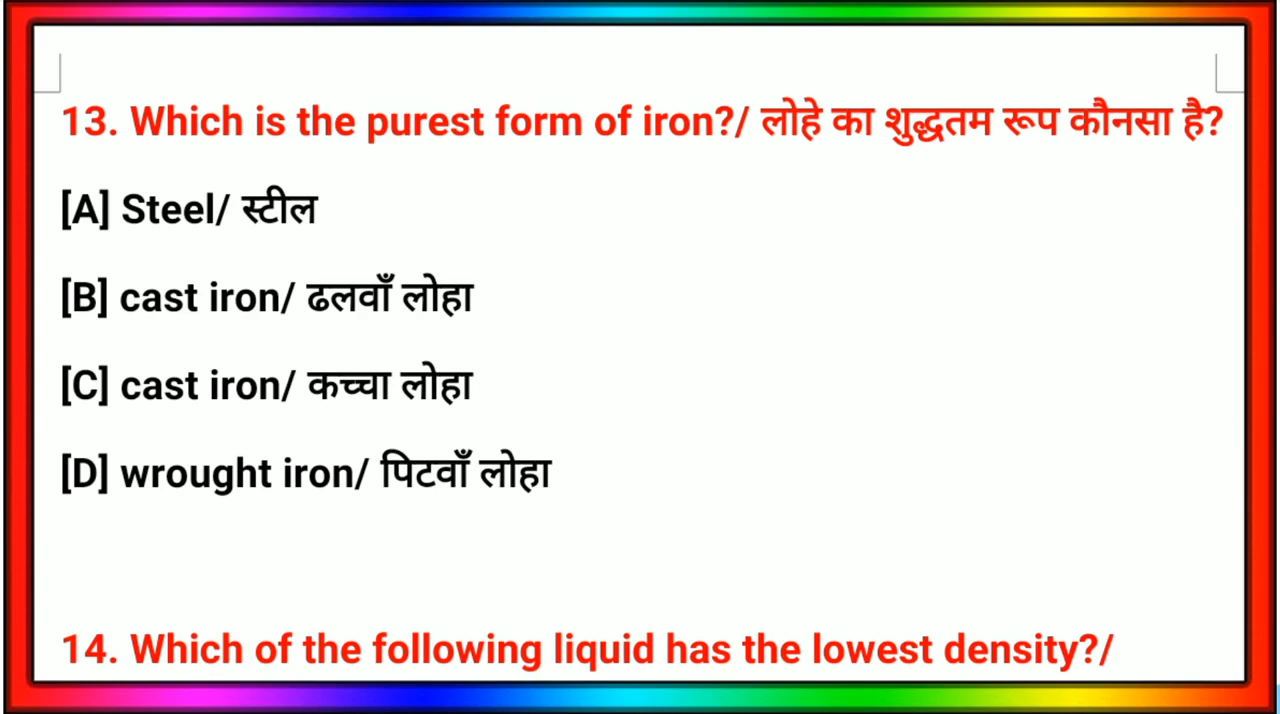 13. Which is the purest form of iron?/ लोहे का शुद्धतम रूप कौनसा है?
[A] Steel/ स्टील
[B] cast iron/ ढलवाँ लोहा
[C] cast iron/ कच्चा लोहा
[D] wrought iron/ पिटवाँ लोहा
14. Which of the following liquid has the lowest density?/